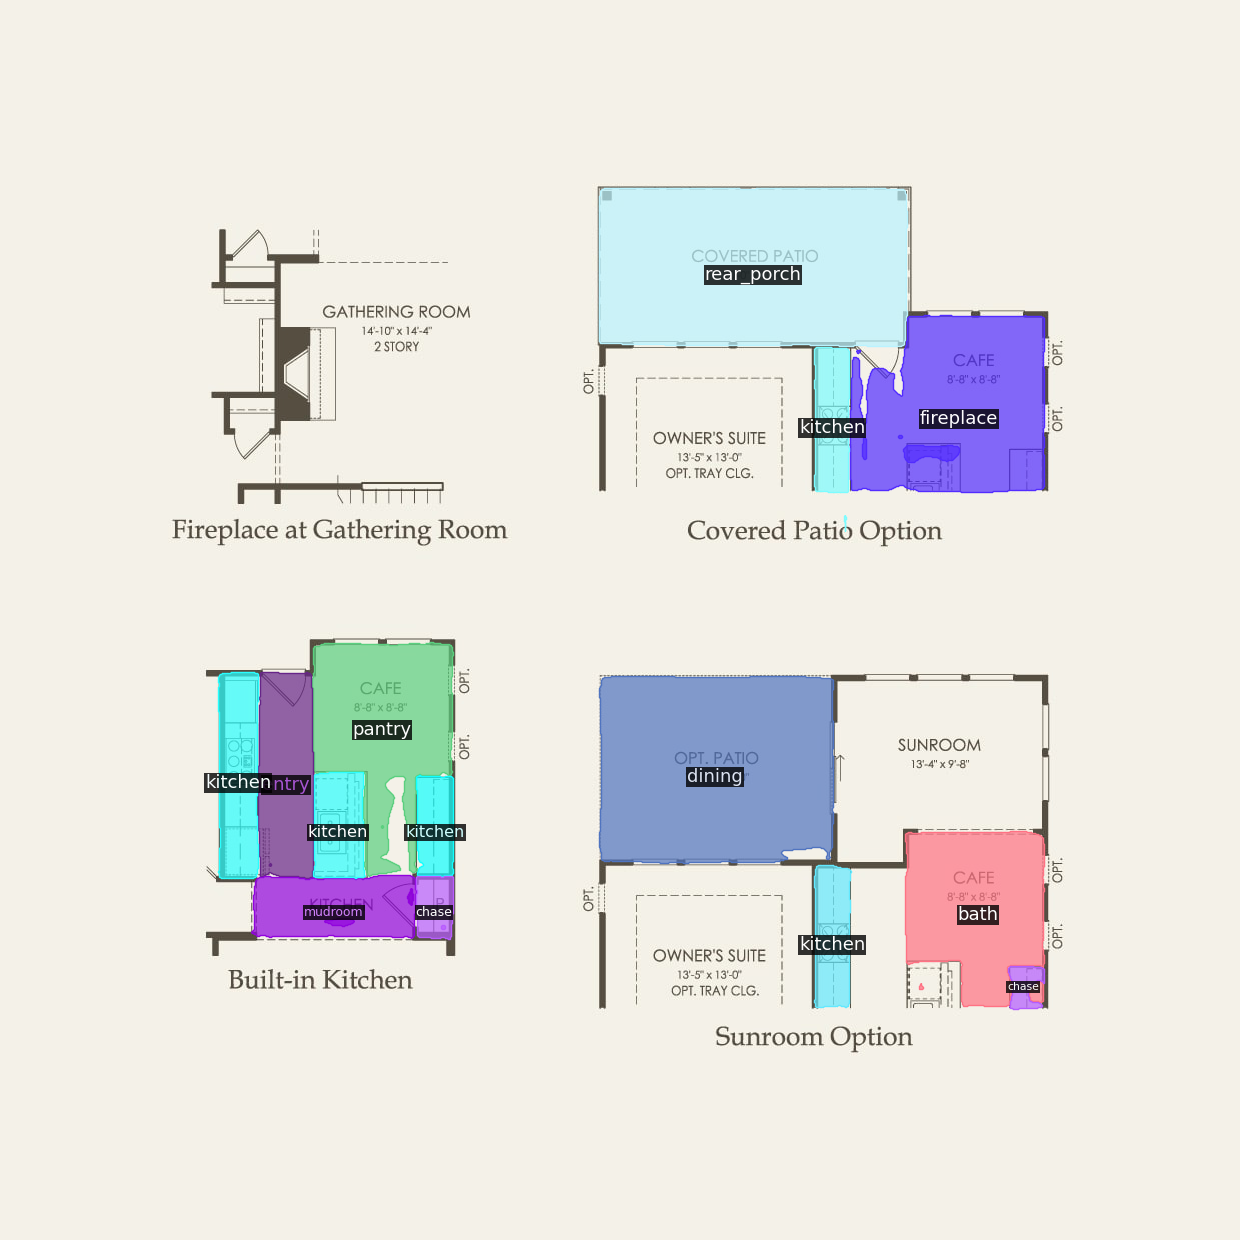 GATHERING ROOM
14'-10" x 14'-4"
2 STORY
Fireplace at Gathering Room
COVERED PATIO
rear_porch
OPT.
OWNER'S SUITE
13'-5" x 13'-0"
OPT. TRAY CLG.
kitchen
CAFE
8'-8" x 8'-8"
fireplace
OPT.
OPT.
Covered Patio Option
CAFE
8'-8" x 8'-8"
pantry
OPT.
OPT.
kitchen
ntry
kitchen
kitchen
KITCHEN
mudroom
chase
Built-in Kitchen
OPT. PATIO
dining
SUNROOM
13'-4" x 9'-8"
OPT.
OWNER'S SUITE
13'-5" x 13'-0"
OPT. TRAY CLG.
kitchen
CAFE
8'-8" x 8'-8"
bath
chase
OPT.
OPT.
Sunroom Option